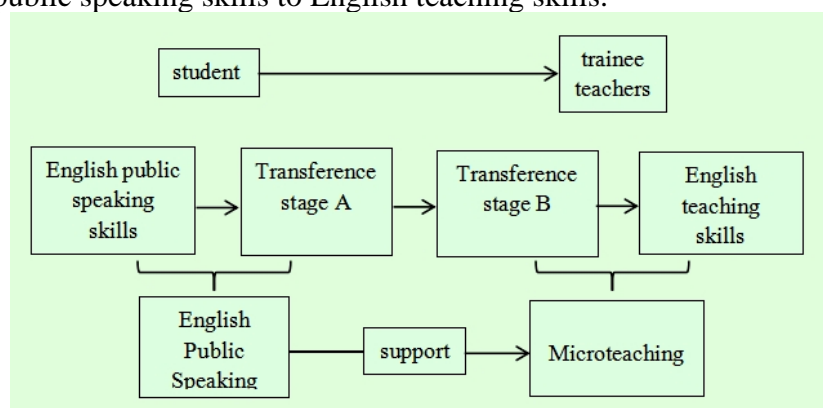 public speaking skills to English teaching skills.
student
trainee
teachers
English public
speaking
skills
Transference
stage A
Transference
stage B
English
teaching
skills
English
Public
Speaking
support
Microteaching